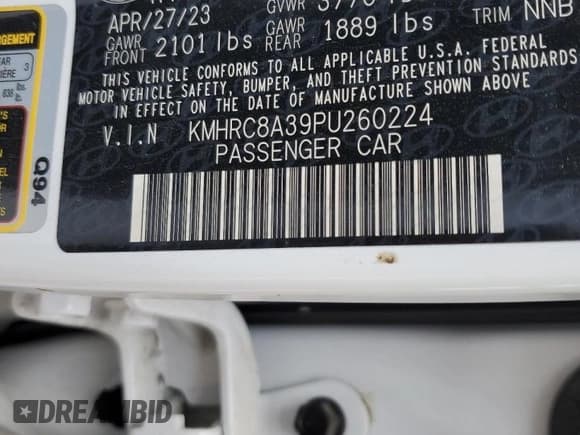 APR/27/23
GVWR
GAWR
FRONT 2101 lbs
GAWR
REAR 1889 lbs
TRIM NNB
THIS VEHICLE CONFORMS TO ALL APPLICABLE U.S.A. FEDERAL
MOTOR VEHICLE SAFETY, BUMPER, AND THEFT PREVENTION STANDARDS
IN EFFECT ON THE DATE OF MANUFACTURE SHOWN ABOVE
V.I.N KMHRC8A39PU260224
PASSENGER CAR
3
lbs.
Q94
DREAMBID